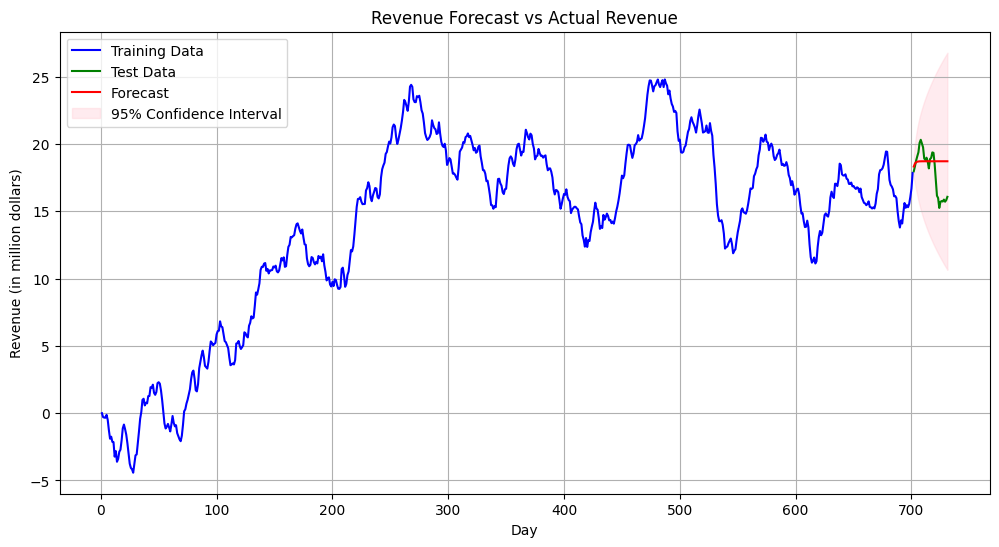 Revenue Forecast vs Actual Revenue
Training Data
Test Data
Forecast
95% Confidence Interval
Revenue (in million dollars)
25
20
15
10
5
0
−5
0 100 200 300 400 500 600 700
Day